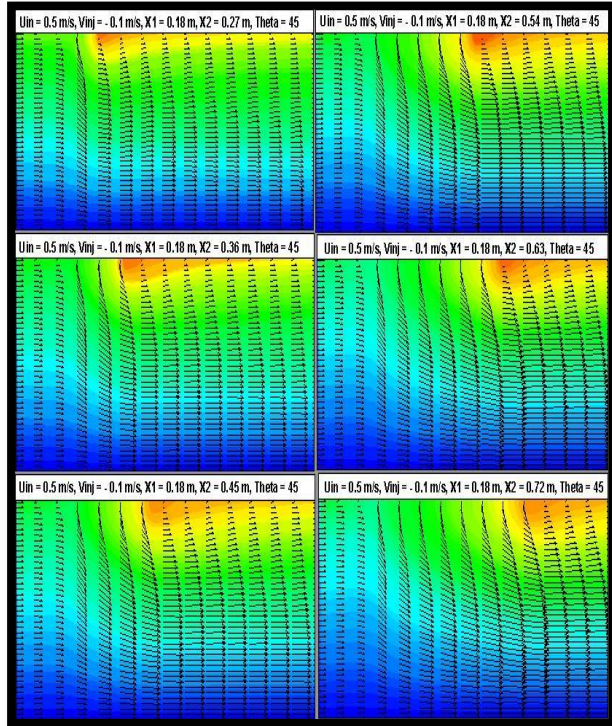 Uin = 0.5 m/s, Vinj = - 0.1 m/s, X1 = 0.18 m, X2 = 0.27 m, Theta = 45
Uin = 0.5 m/s, Vinj = - 0.1 m/s, X1 = 0.18 m, X2 = 0.54 m, Theta = 45
Uin = 0.5 m/s, Vinj = - 0.1 m/s, X1 = 0.18 m, X2 = 0.36 m, Theta = 45
Uin = 0.5 m/s, Vinj = - 0.1 m/s, X1 = 0.18 m, X2 = 0.63, Theta = 45
Uin = 0.5 m/s, Vinj = - 0.1 m/s, X1 = 0.18 m, X2 = 0.45 m, Theta = 45
Uin = 0.5 m/s, Vinj = - 0.1 m/s, X1 = 0.18 m, X2 = 0.72 m, Theta = 45